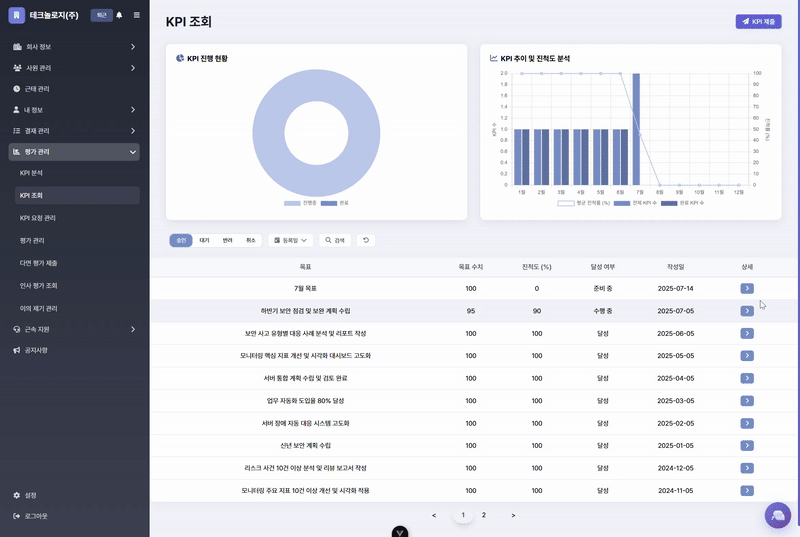 테크놀로지(주)
퇴근
회사 정보
사원 관리
근태 관리
내 정보
결재 관리
평가 관리
KPI 분석
KPI 조회
KPI 요청 관리
평가 관리
다면 평가 제출
인사 평가 조회
이의 제기 관리
근속 지원
공지사항
설정
로그아웃
KPI 조회
KPI 제출
KPI 진행 현황
진행중
완료
KPI 추이 및 진척도 분석
KPI 수
2.0
1.8
1.6
1.4
1.2
1.0
0.8
0.6
0.4
0.2
0
100
90
80
70
60
50
40
30
20
10
0
진척률 (%)
1월 2월 3월 4월 5월 6월 7월 8월 9월 10월 11월 12월
평균 진척률 (%) 전체 KPI 수 완료 KPI 수
승인 대기 반려 취소 등록일 검색
목표 목표 수치 진척도 (%) 달성 여부 작성일 상세
7월 목표 100 0 준비 중 2025-07-14
하반기 보안 점검 및 보완 계획 수립 95 90 수행 중 2025-07-05
보안 사고 유형별 대응 사례 분석 및 리포트 작성 100 100 달성 2025-06-05
모니터링 핵심 지표 개선 및 시각화 대시보드 고도화 100 100 달성 2025-05-05
서버 통합 계획 수립 및 검토 완료 100 100 달성 2025-04-05
업무 자동화 도입율 80% 달성 100 100 달성 2025-03-05
서버 장애 자동 대응 시스템 고도화 100 100 달성 2025-02-05
신년 보안 계획 수립 100 100 달성 2025-01-05
리스크 사건 10건 이상 분석 및 리뷰 보고서 작성 100 100 달성 2024-12-05
모니터링 주요 지표 10건 이상 개선 및 시각화 적용 100 100 달성 2024-11-05
< 1 2 >